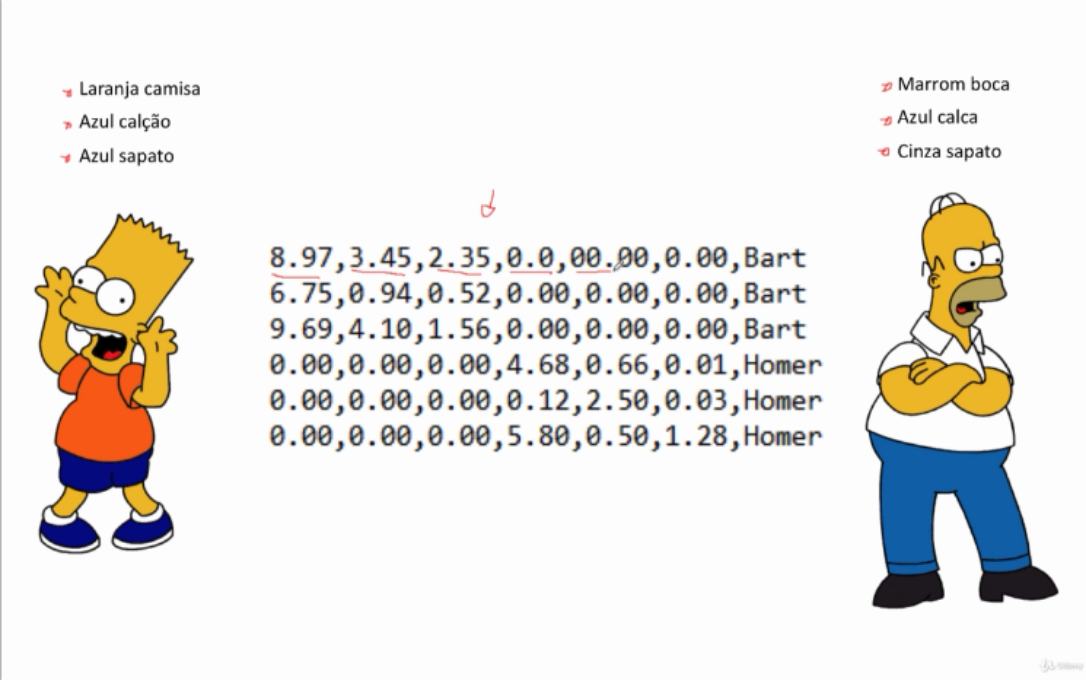 Laranja camisa
Azul calção
Azul sapato
Marrom boca
Azul calca
Cinza sapato
8.97,3.45,2.35,0.0,00.00,0.00,Bart
6.75,0.94,0.52,0.00,0.00,0.00,Bart
9.69,4.10,1.56,0.00,0.00,0.00,Bart
0.00,0.00,0.00,4.68,0.66,0.01,Homer
0.00,0.00,0.00,0.12,2.50,0.03,Homer
0.00,0.00,0.00,5.80,0.50,1.28,Homer
Udemy